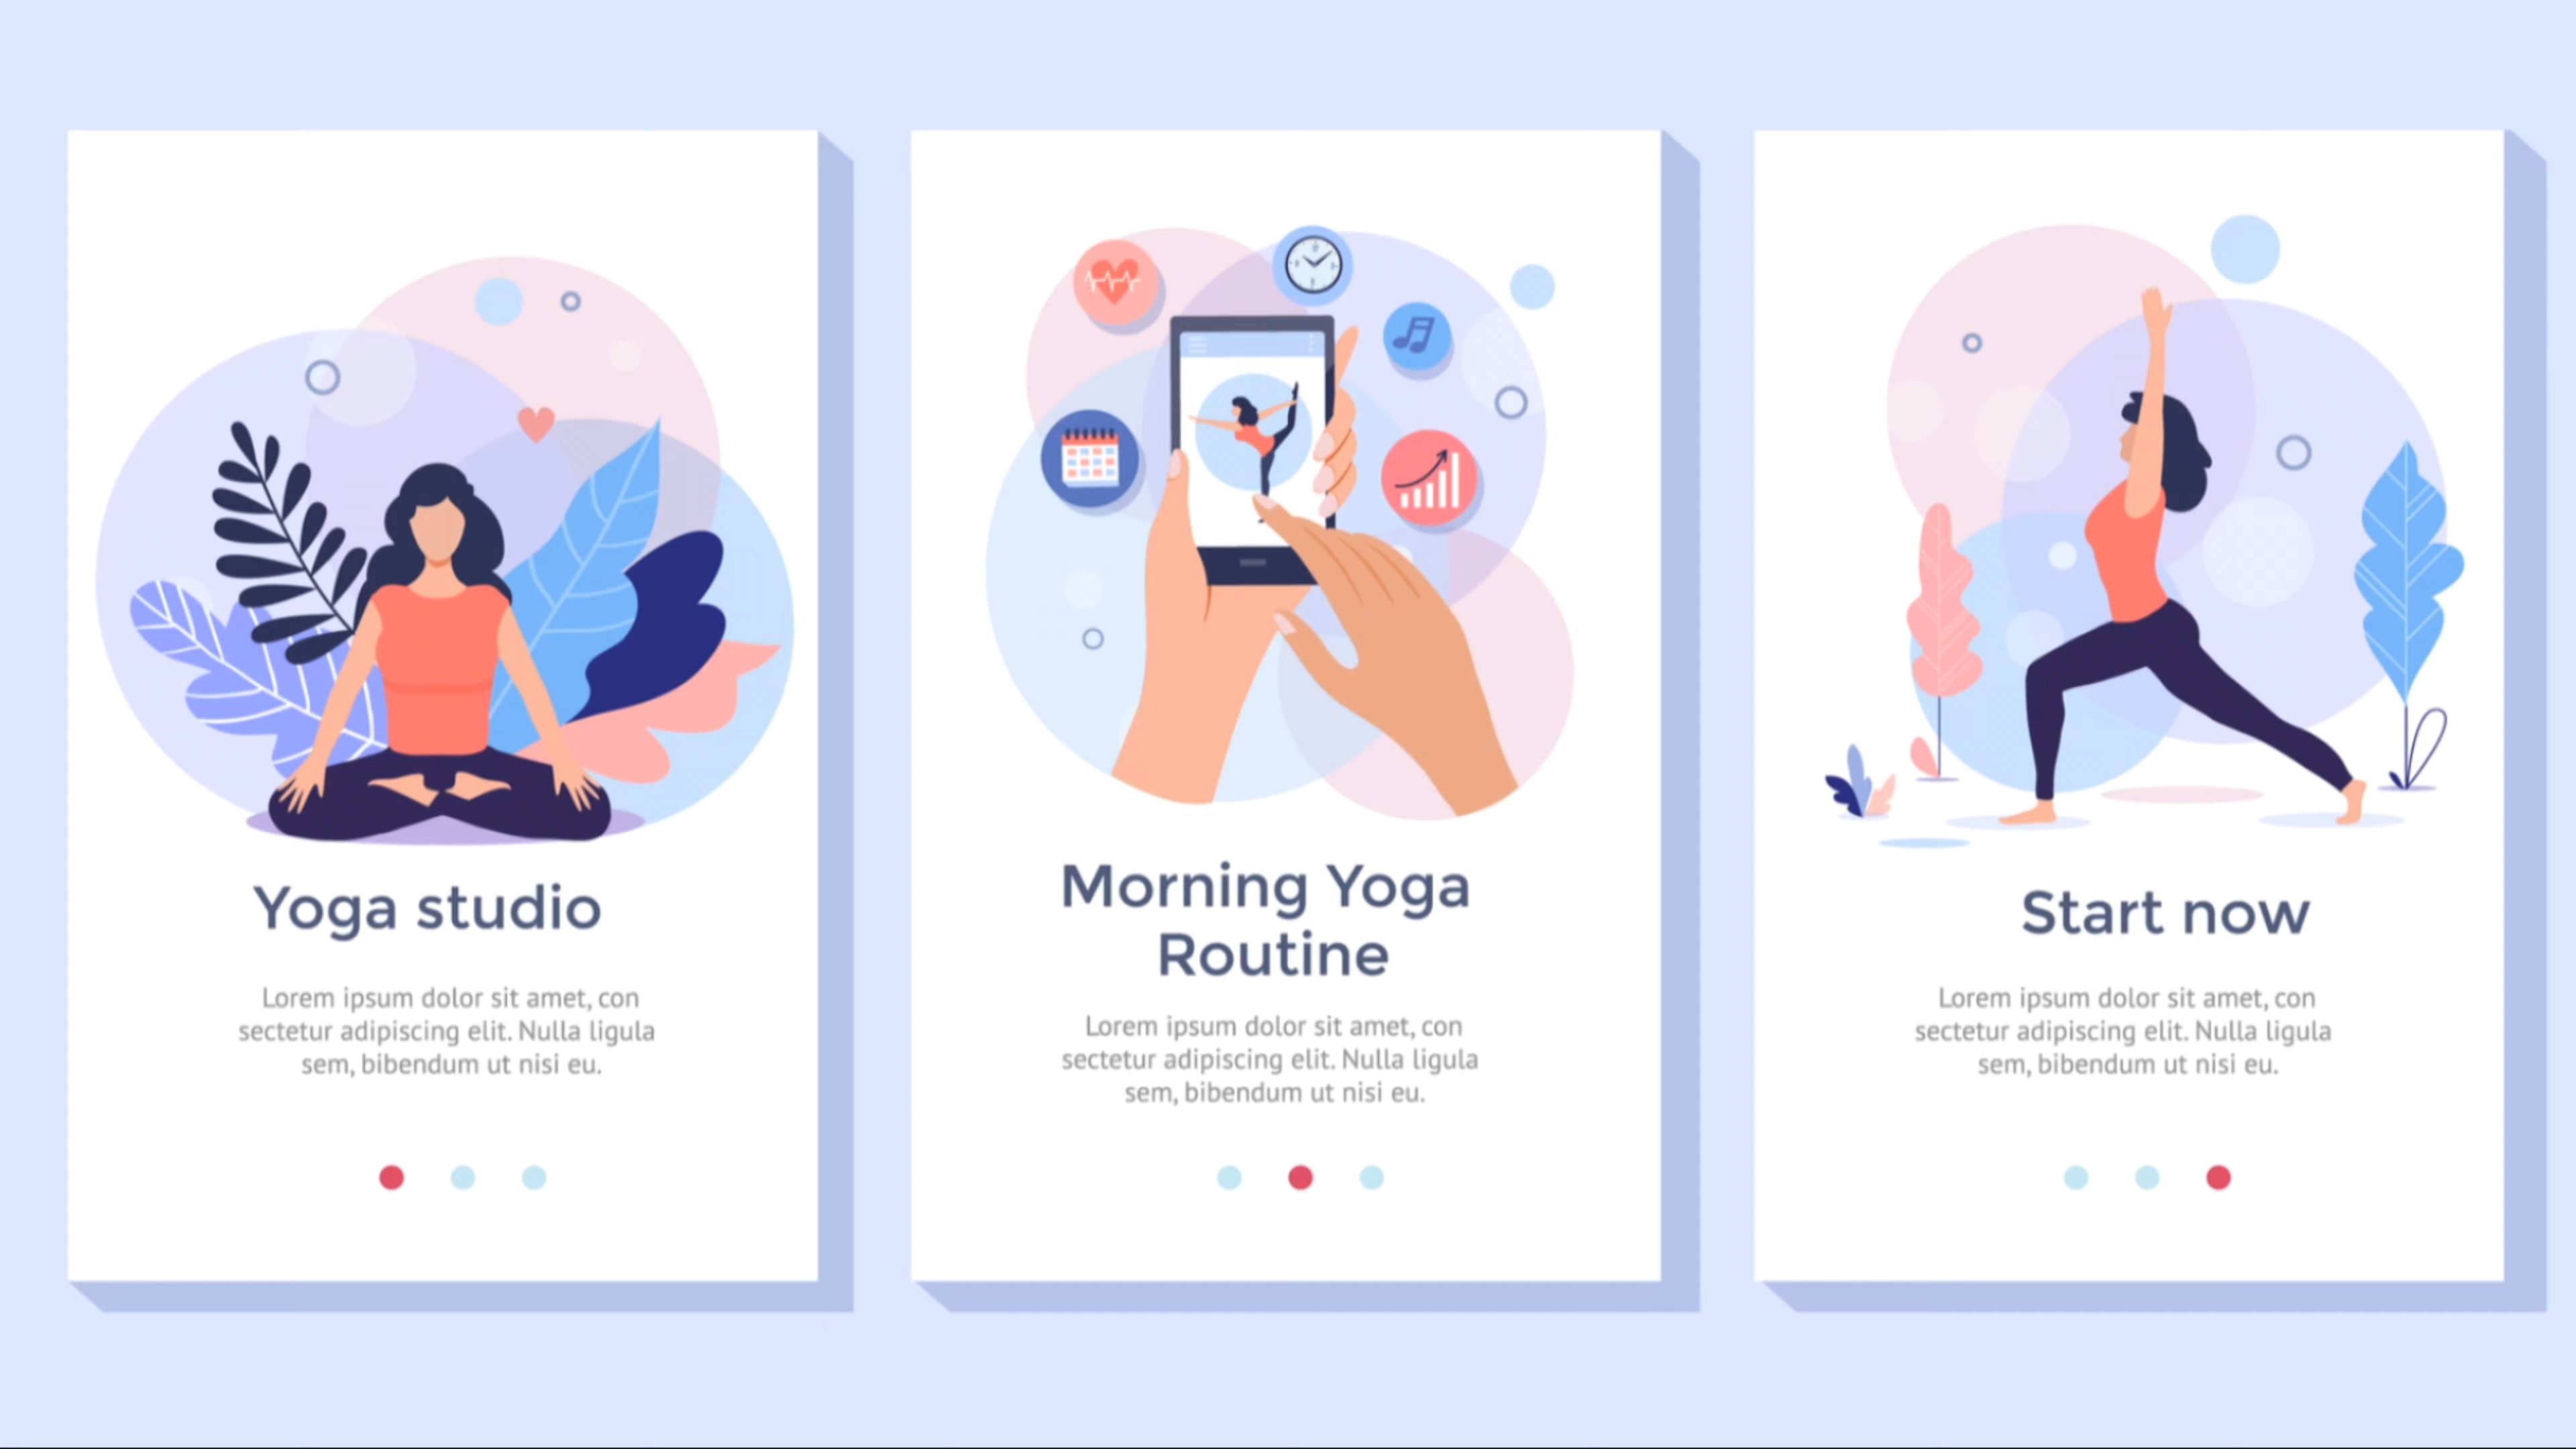 Yoga studio
Lorem ipsum dolor sit amet, con
sectetur adipiscing elit. Nulla ligula
sem, bibendum ut nisi eu.
Morning Yoga
Routine
Lorem ipsum dolor sit amet, con
sectetur adipiscing elit. Nulla ligula
sem, bibendum ut nisi eu.
Start now
Lorem ipsum dolor sit amet, con
sectetur adipiscing elit. Nulla ligula
sem, bibendum ut nisi eu.